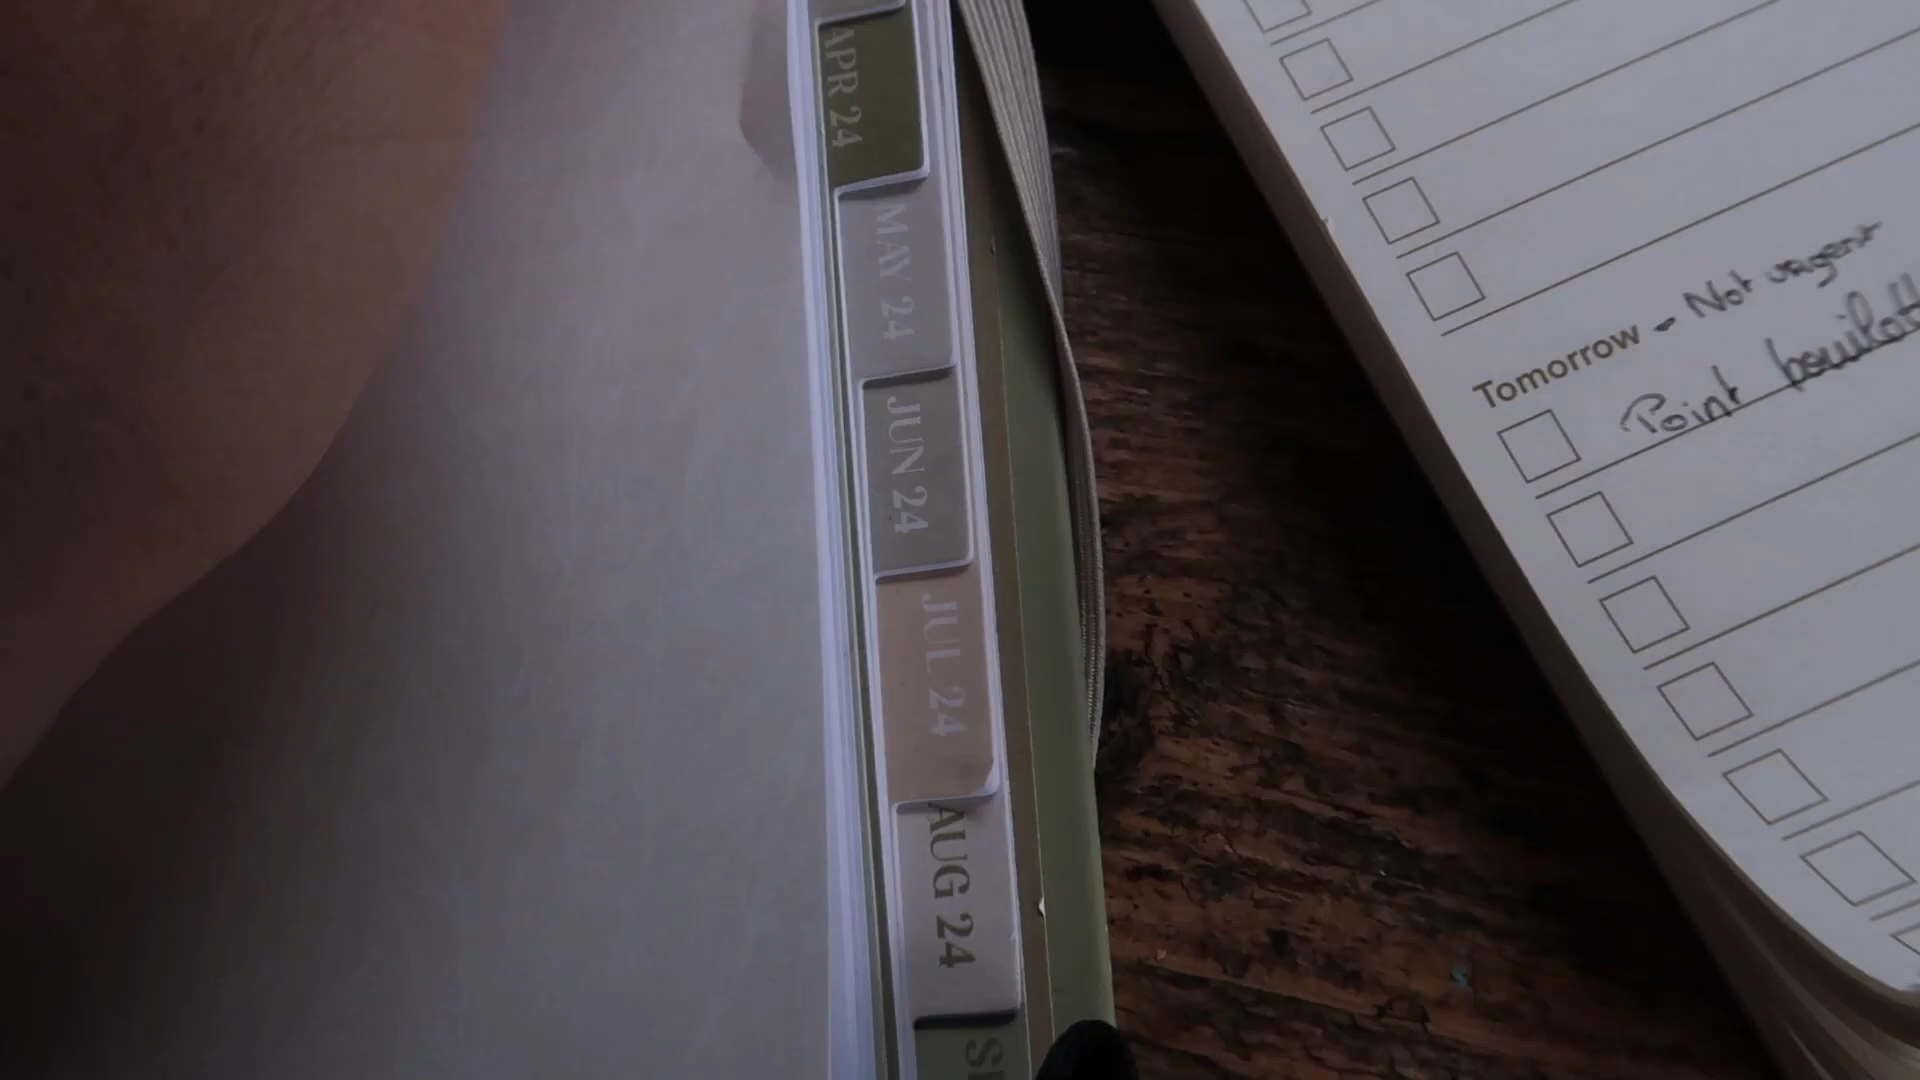 APR 24
MAY 24
JUN 24
JUL 24
AUG 24
Tomorrow - Not urgent
Point